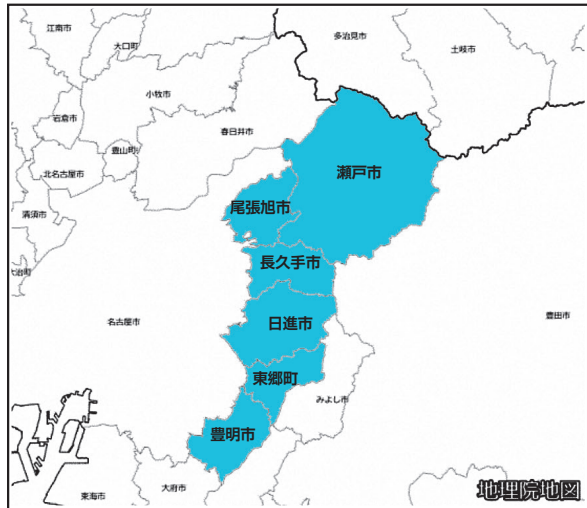 江南市
大口町
多治見市
土岐市
小牧市
岩倉市
春日井市
豊山町
北名古屋市
瀬戸市
尾張旭市
清須市
長久手市
大治町
名古屋市
日進市
豊田市
東郷町
みよし市
豊明市
大府市
東海市
地理院地図